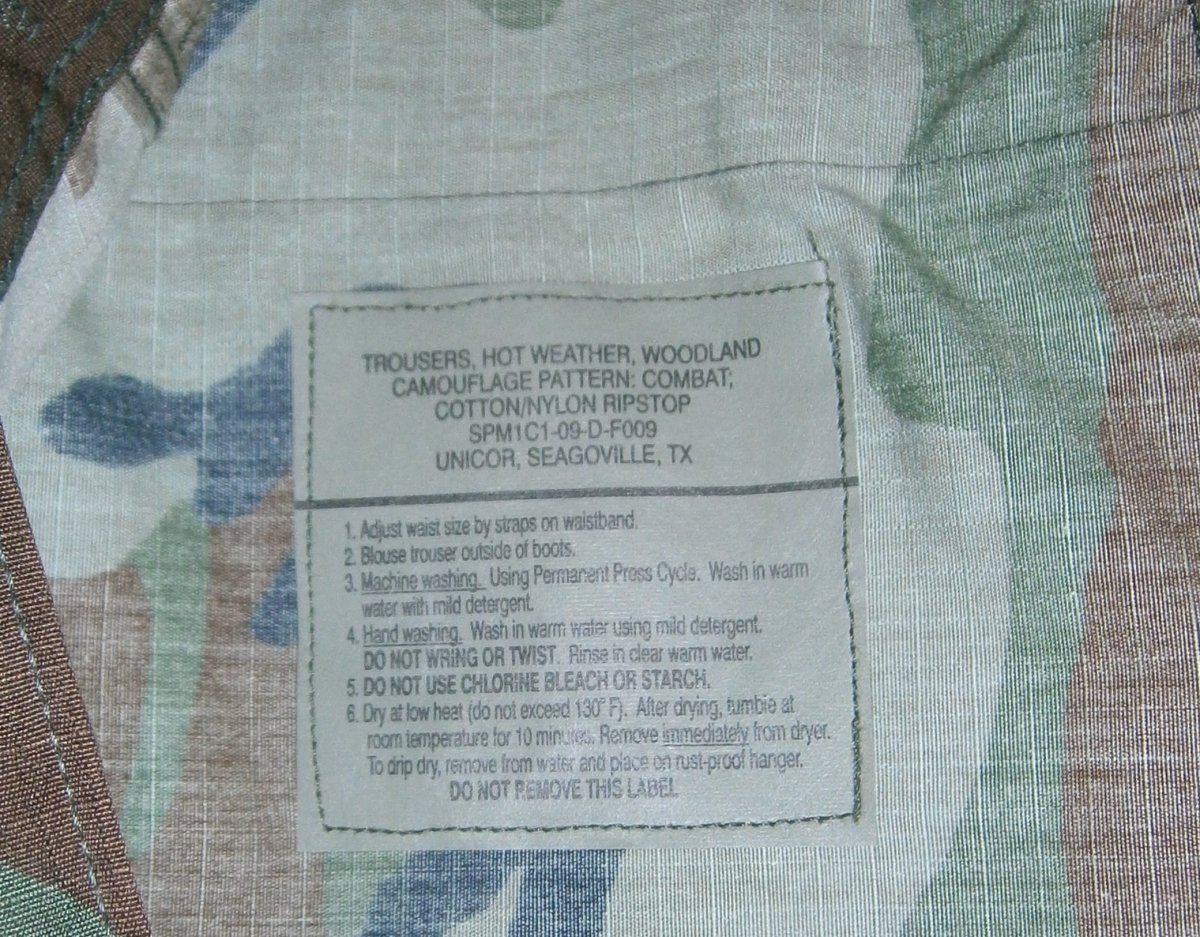 TROUSERS, HOT WEATHER, WOODLAND
CAMOUFLAGE PATTERN: COMBAT;
COTTON/NYLON RIPSTOP
SPM1C1-09-D-F009
UNICOR, SEAGOVILLE, TX
1. Adjust waist size by straps on waistband.
2. Blouse trouser outside of boots.
3. Machine washing. Using Permanent Press Cycle. Wash in warm
water with mild detergent.
4. Hand washing. Wash in warm water using mild detergent.
DO NOT WRING OR TWIST. Rinse in clear warm water.
5. DO NOT USE CHLORINE BLEACH OR STARCH.
6. Dry at low heat (do not exceed 130° F). After drying, tumble at
room temperature for 10 minutes. Remove immediately from dryer.
To drip dry, remove from water and place on rust-proof hanger.
DO NOT REMOVE THIS LABEL